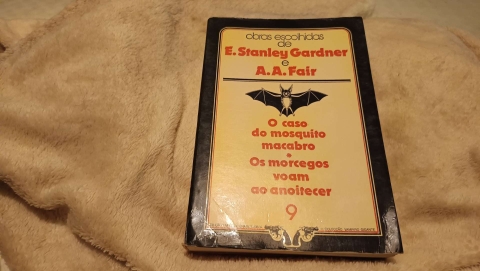 obras escolhidas
de
E. Stanley Gardner
e
A.A. Fair
O caso
do mosquito
macabro
Os morcegos
voam
ao anoitecer
9